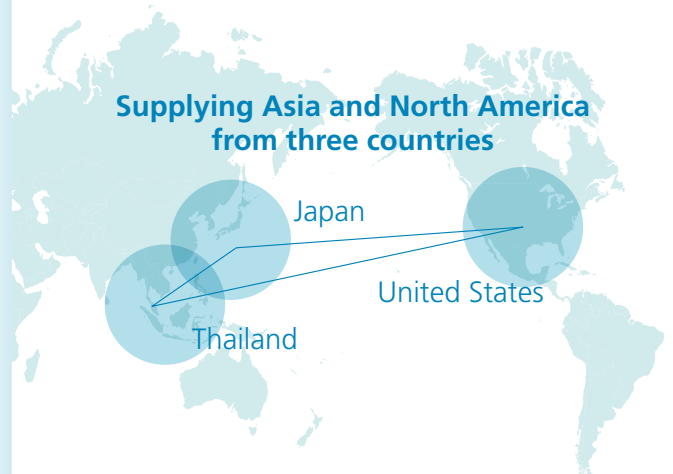 Supplying Asia and North America
from three countries
Japan
United States
Thailand